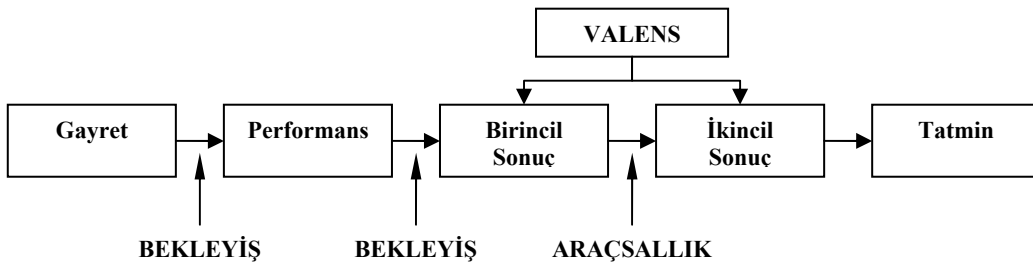 VALENS
Gayret
Performans
Birincil
Sonuç
İkincil
Sonuç
Tatmin
BEKLEYİŞ
BEKLEYİŞ
ARAÇSALLIK